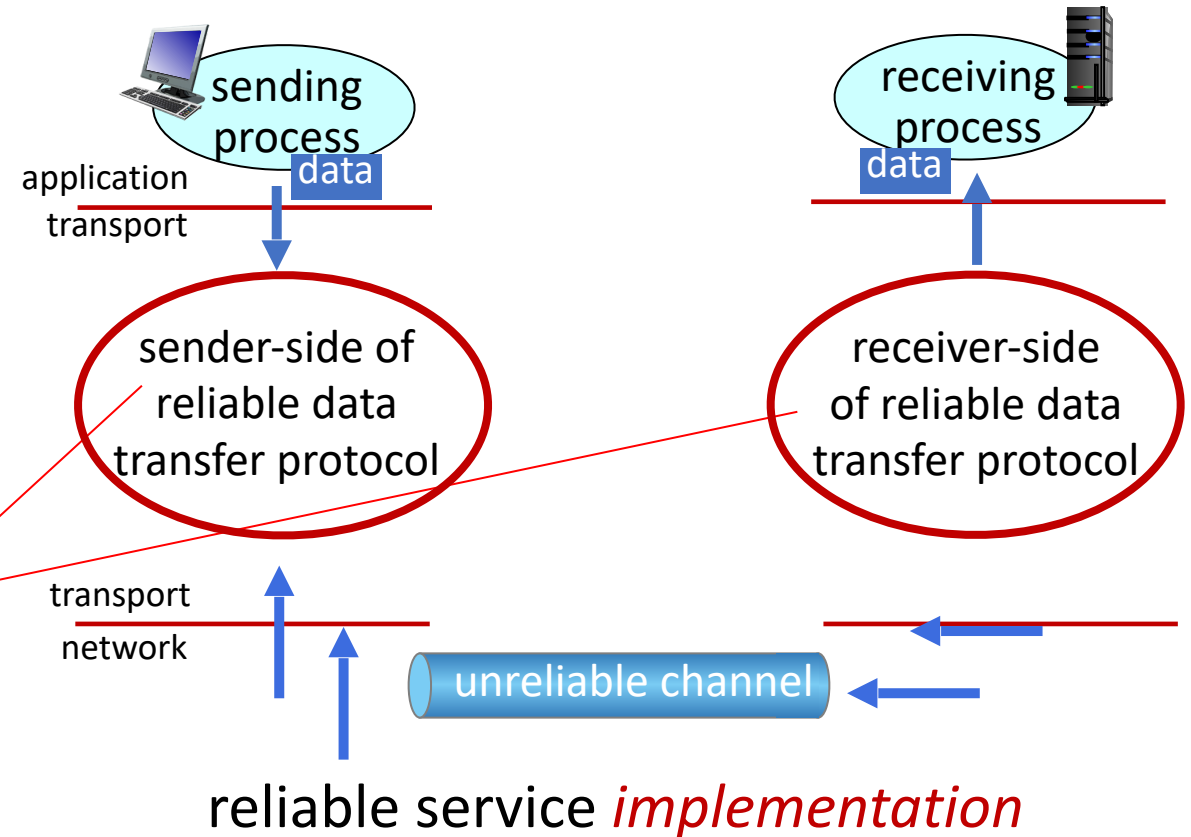 sending
process
data
application
transport
receiving
process
data
sender-side of
reliable data
transfer protocol
receiver-side
of reliable data
transfer protocol
transport
network
unreliable channel
reliable service implementation